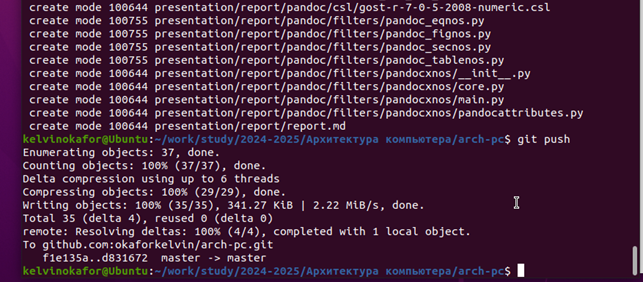 create mode 100644 presentation/report/pandoc/csl/gost-r-7-0-5-2008-numeric.csl
create mode 100755 presentation/report/pandoc/filters/pandoc_eqnos.py
create mode 100755 presentation/report/pandoc/filters/pandoc_fignos.py
create mode 100755 presentation/report/pandoc/filters/pandoc_secnos.py
create mode 100755 presentation/report/pandoc/filters/pandoc_tablenos.py
create mode 100644 presentation/report/pandoc/filters/pandocxnos/__init__.py
create mode 100644 presentation/report/pandoc/filters/pandocxnos/core.py
create mode 100644 presentation/report/pandoc/filters/pandocxnos/main.py
create mode 100644 presentation/report/pandoc/filters/pandocxnos/pandocattributes.py
create mode 100644 presentation/report/report.md
kelvinokafor@Ubuntu:~/work/study/2024-2025/Архитектура компьютера/arch-pc$ git push
Enumerating objects: 37, done.
Counting objects: 100% (37/37), done.
Delta compression using up to 6 threads
Compressing objects: 100% (29/29), done.
Writing objects: 100% (35/35), 341.27 KiB | 2.22 MiB/s, done.
Total 35 (delta 4), reused 0 (delta 0)
remote: Resolving deltas: 100% (4/4), completed with 1 local object.
To github.com:okaforkelvin/arch-pc.git
f1e135a..d831672  master -> master
kelvinokafor@Ubuntu:~/work/study/2024-2025/Архитектура компьютера/arch-pc$